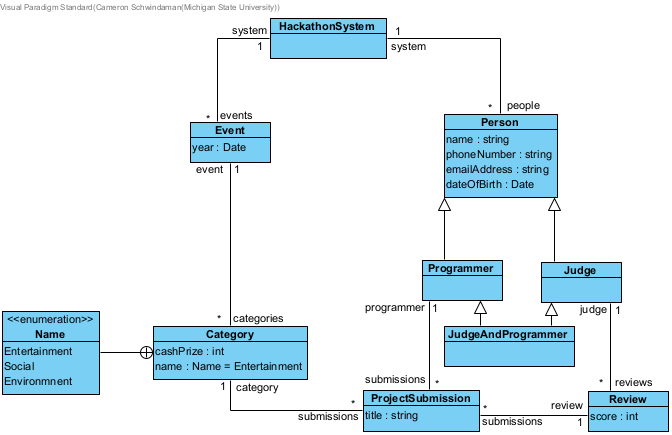 Visual Paradigm Standard(Cameron Schwindaman(Michigan State University))
HackathonSystem
system
1
1
system
*
events
*
people
Event
year : Date
event
1
Person
name : string
phoneNumber : string
emailAddress : string
dateOfBirth : Date
Programmer
Judge
programmer
1
judge
1
JudgeAndProgrammer
*
categories
<<enumeration>>
Name
Entertainment
Social
Environmnent
Category
cashPrize : int
name : Name = Entertainment
1
category
submissions
*
*
reviews
*
submissions
ProjectSubmission
title : string
*
submissions
review
1
Review
score : int